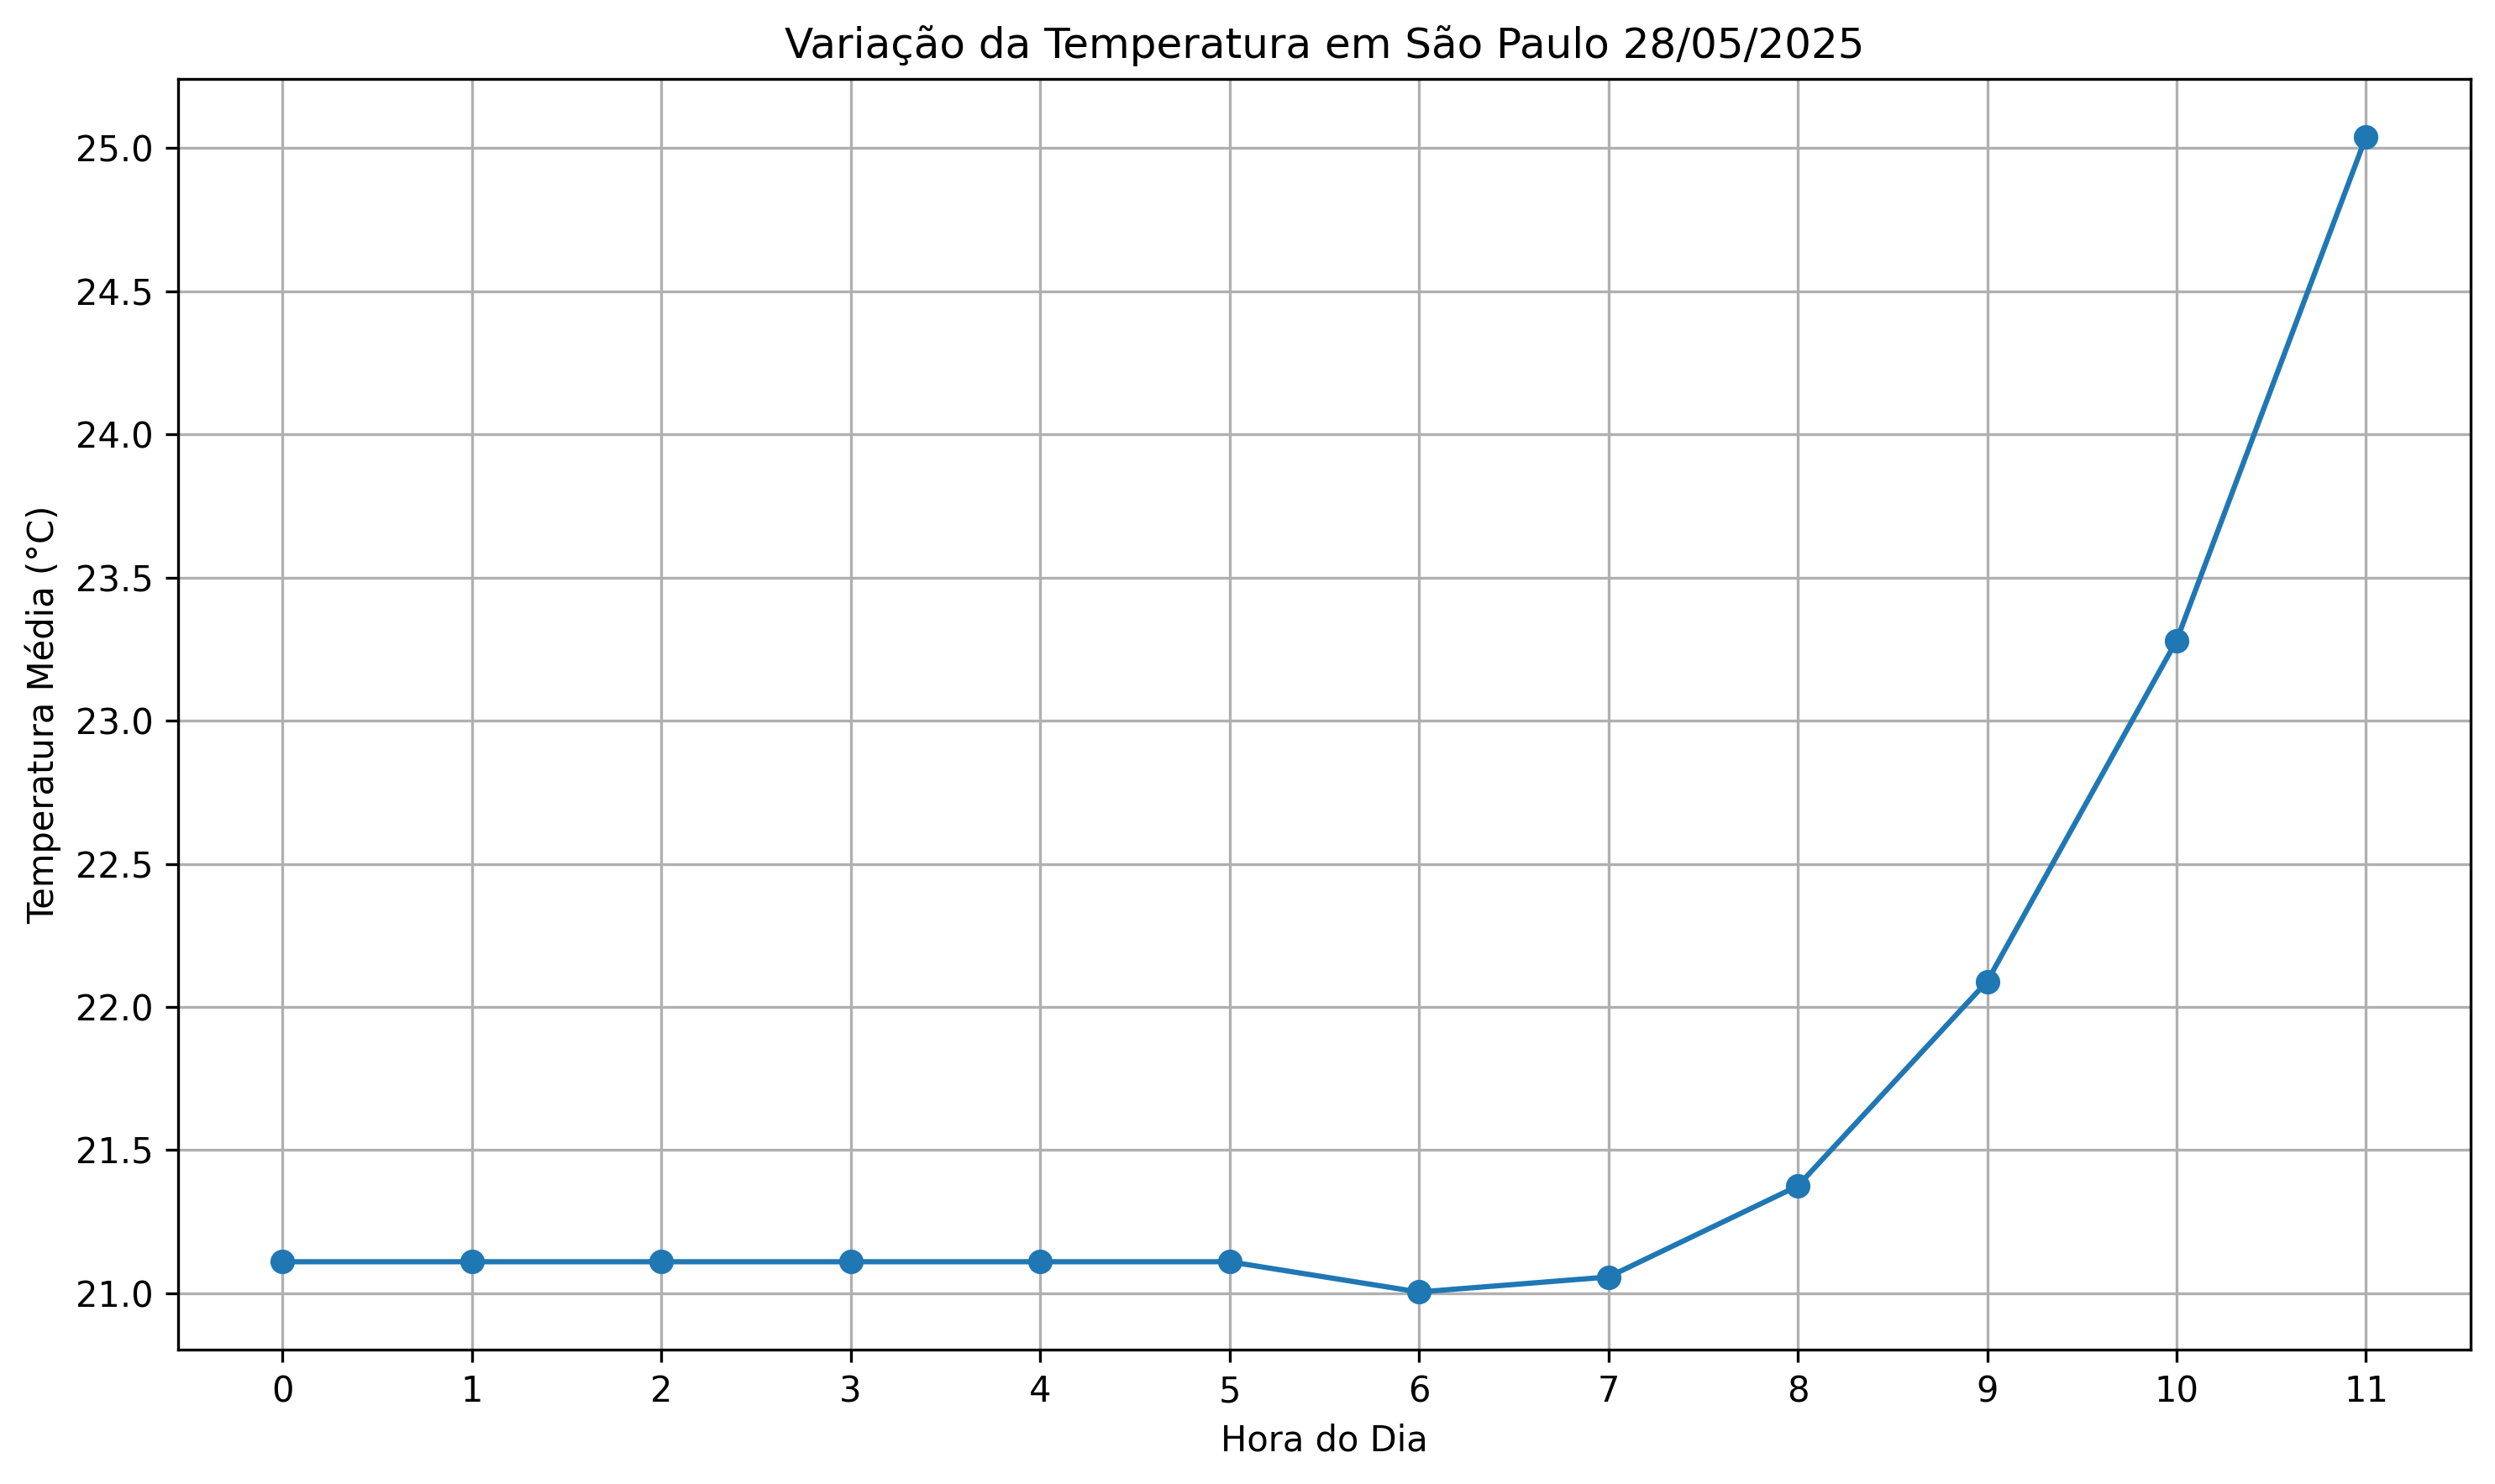 Variação da Temperatura em São Paulo 28/05/2025
Temperatura Média (°C)
25.0
24.5
24.0
23.5
23.0
22.5
22.0
21.5
21.0
0 1 2 3 4 5 6 7 8 9 10 11
Hora do Dia